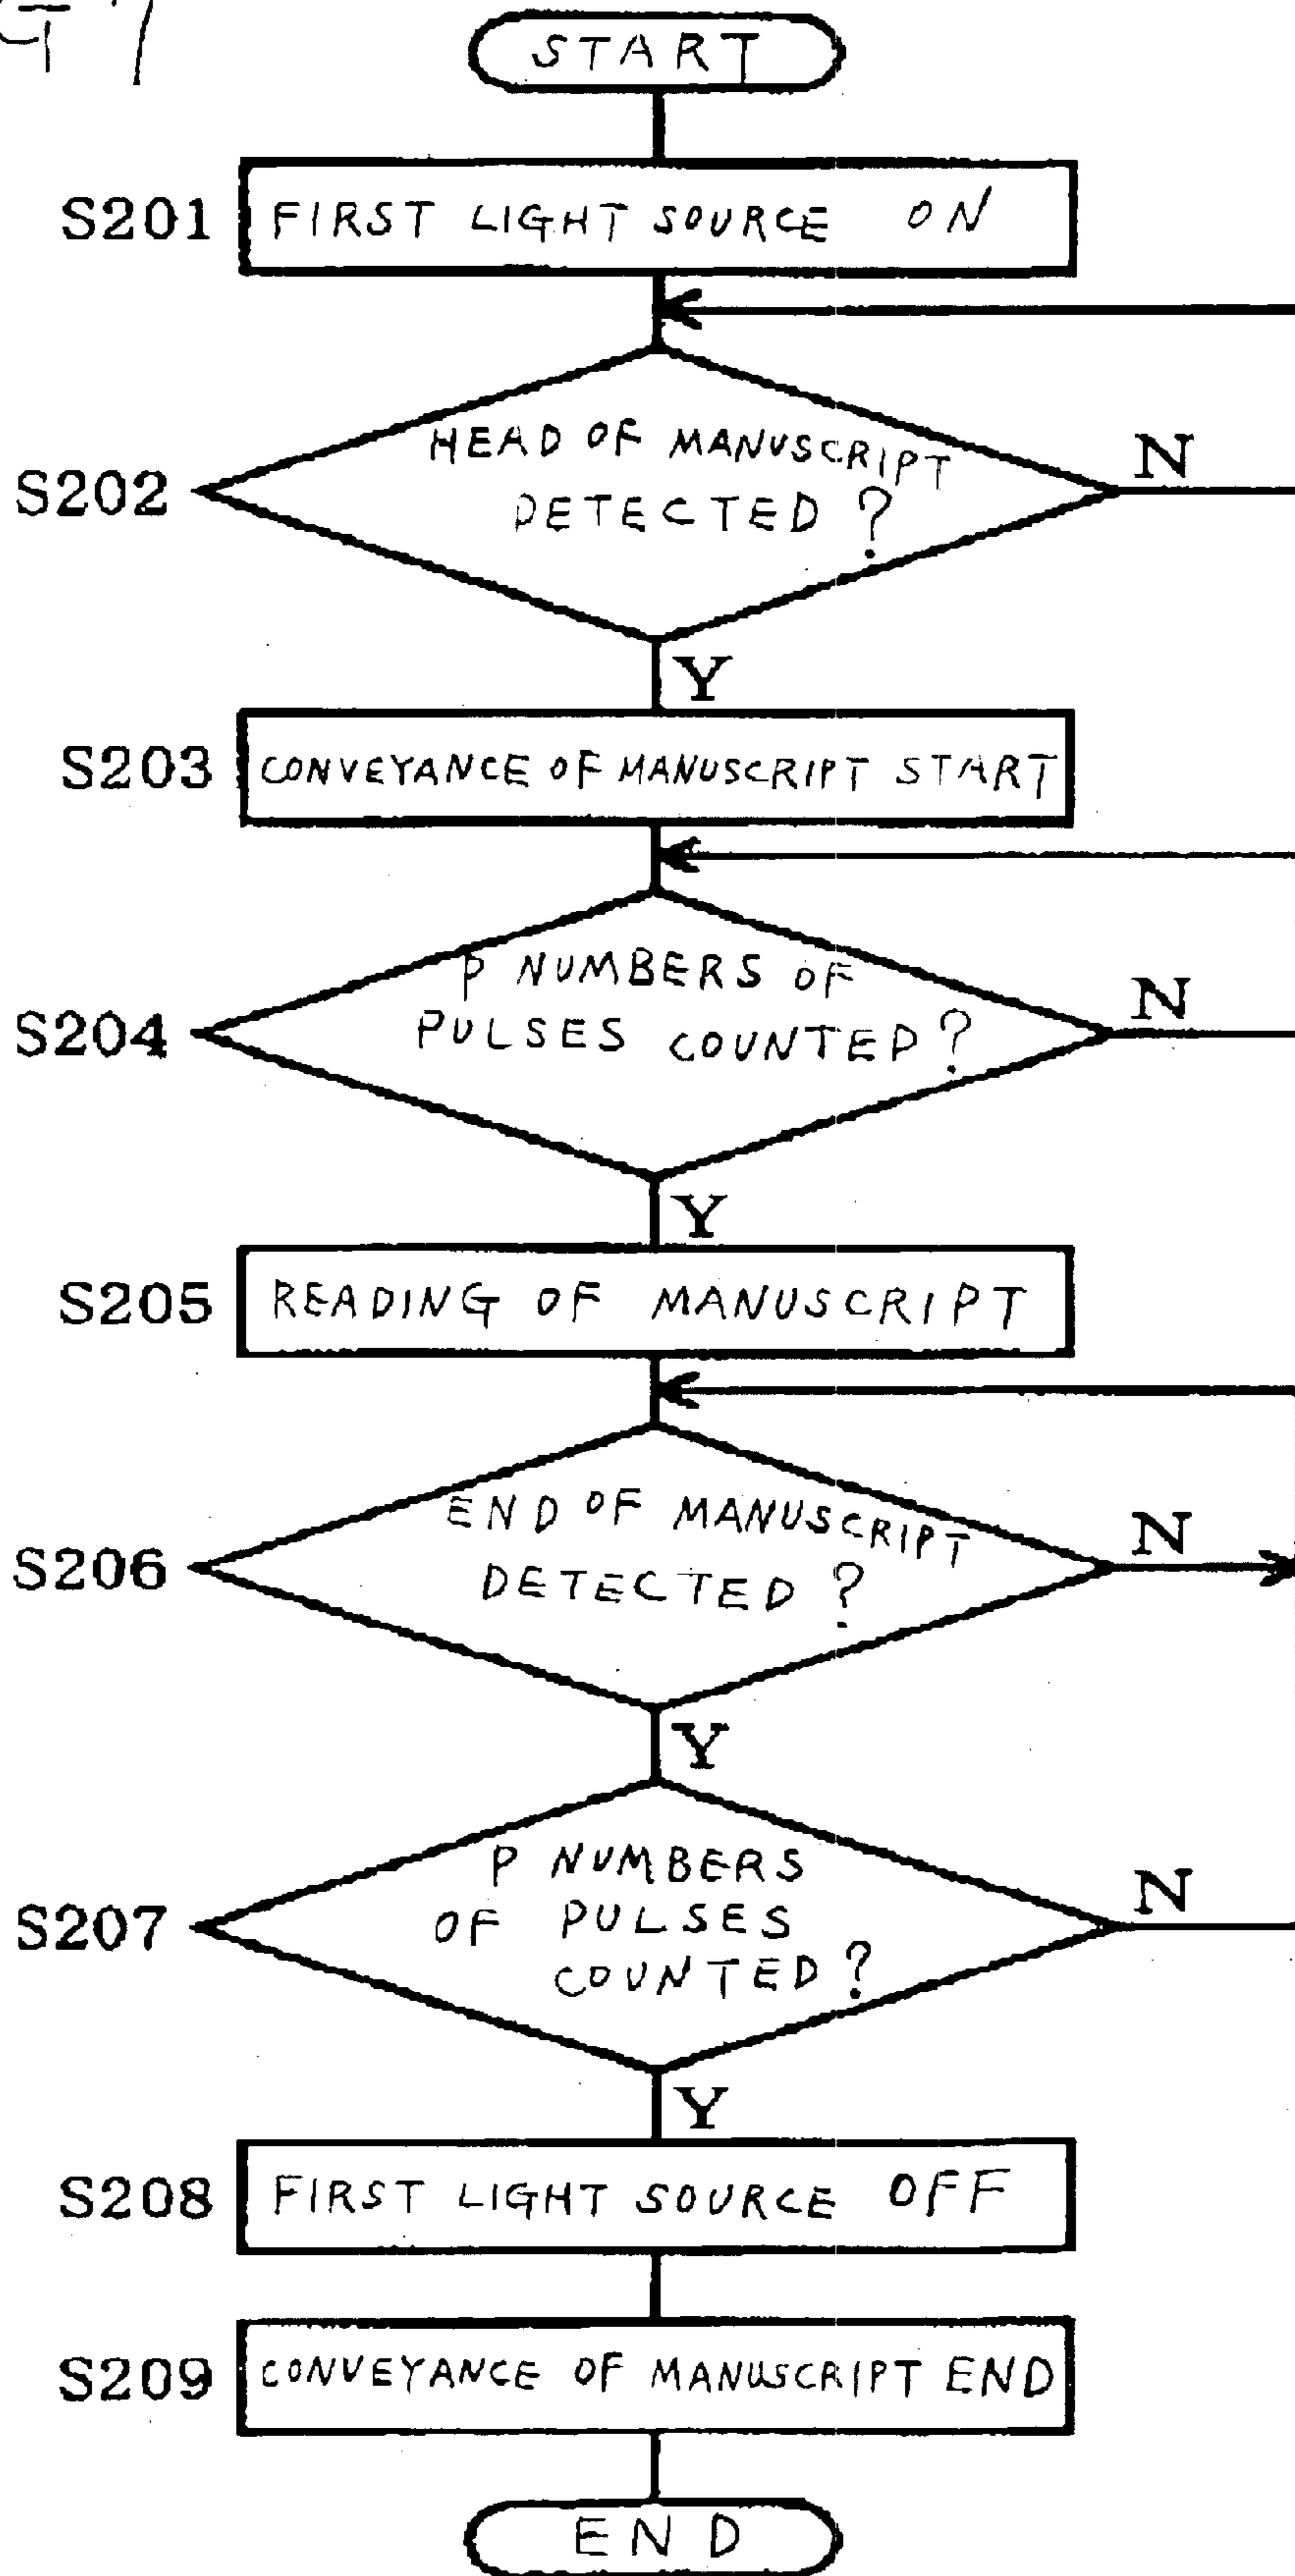 START
S201 FIRST LIGHT SOURCE ON
HEAD OF MANUSCRIPT
N
S202
DETECTED ?
Y
S203 CONVEYANCE OF MANUSCRIPT START
P NUMBERS OF
N
S204
PULSES COUNTED ?
Y
S205 READING OF MANUSCRIPT
END OF MANUSCRIPT
N
S206
DETECTED ?
Y
P NUMBERS
N
S207
OF PULSES
COUNTED ?
Y
S208 FIRST LIGHT SOURCE OFF
S209 CONVEYANCE OF MANUSCRIPT END
END